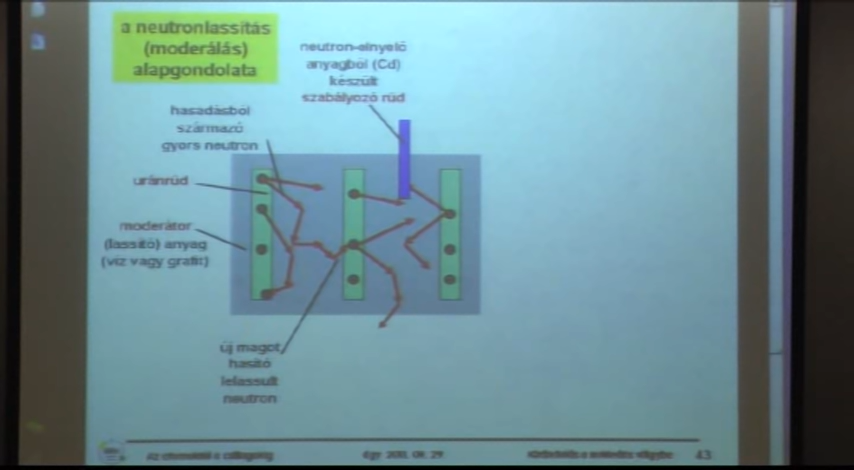 a neutronlassítás
(moderálás)
alapgondolata
neutron-elnyelő
anyagból (Cd)
készült
szabályozó rúd
hasadásból
származó
gyors neutron
uránrúd
moderátor
(lassító) anyag
(víz vagy grafit)
új magot
hasító
lelassult
neutron
43